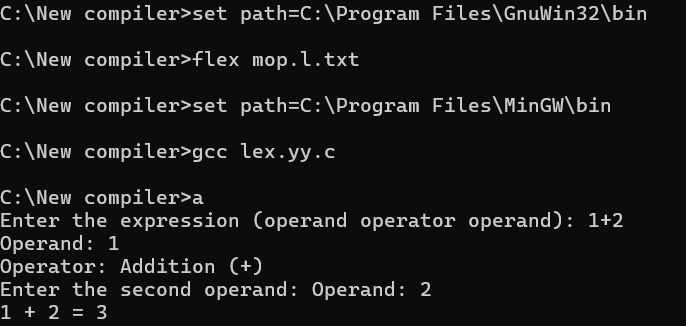 C:\New compiler>set path=C:\Program Files\GnuWin32\bin
C:\New compiler>flex mop.l.txt
C:\New compiler>set path=C:\Program Files\MinGW\bin
C:\New compiler>gcc lex.yy.c
C:\New compiler>a
Enter the expression (operand operator operand): 1+2
Operand: 1
Operator: Addition (+)
Enter the second operand: Operand: 2
1 + 2 = 3